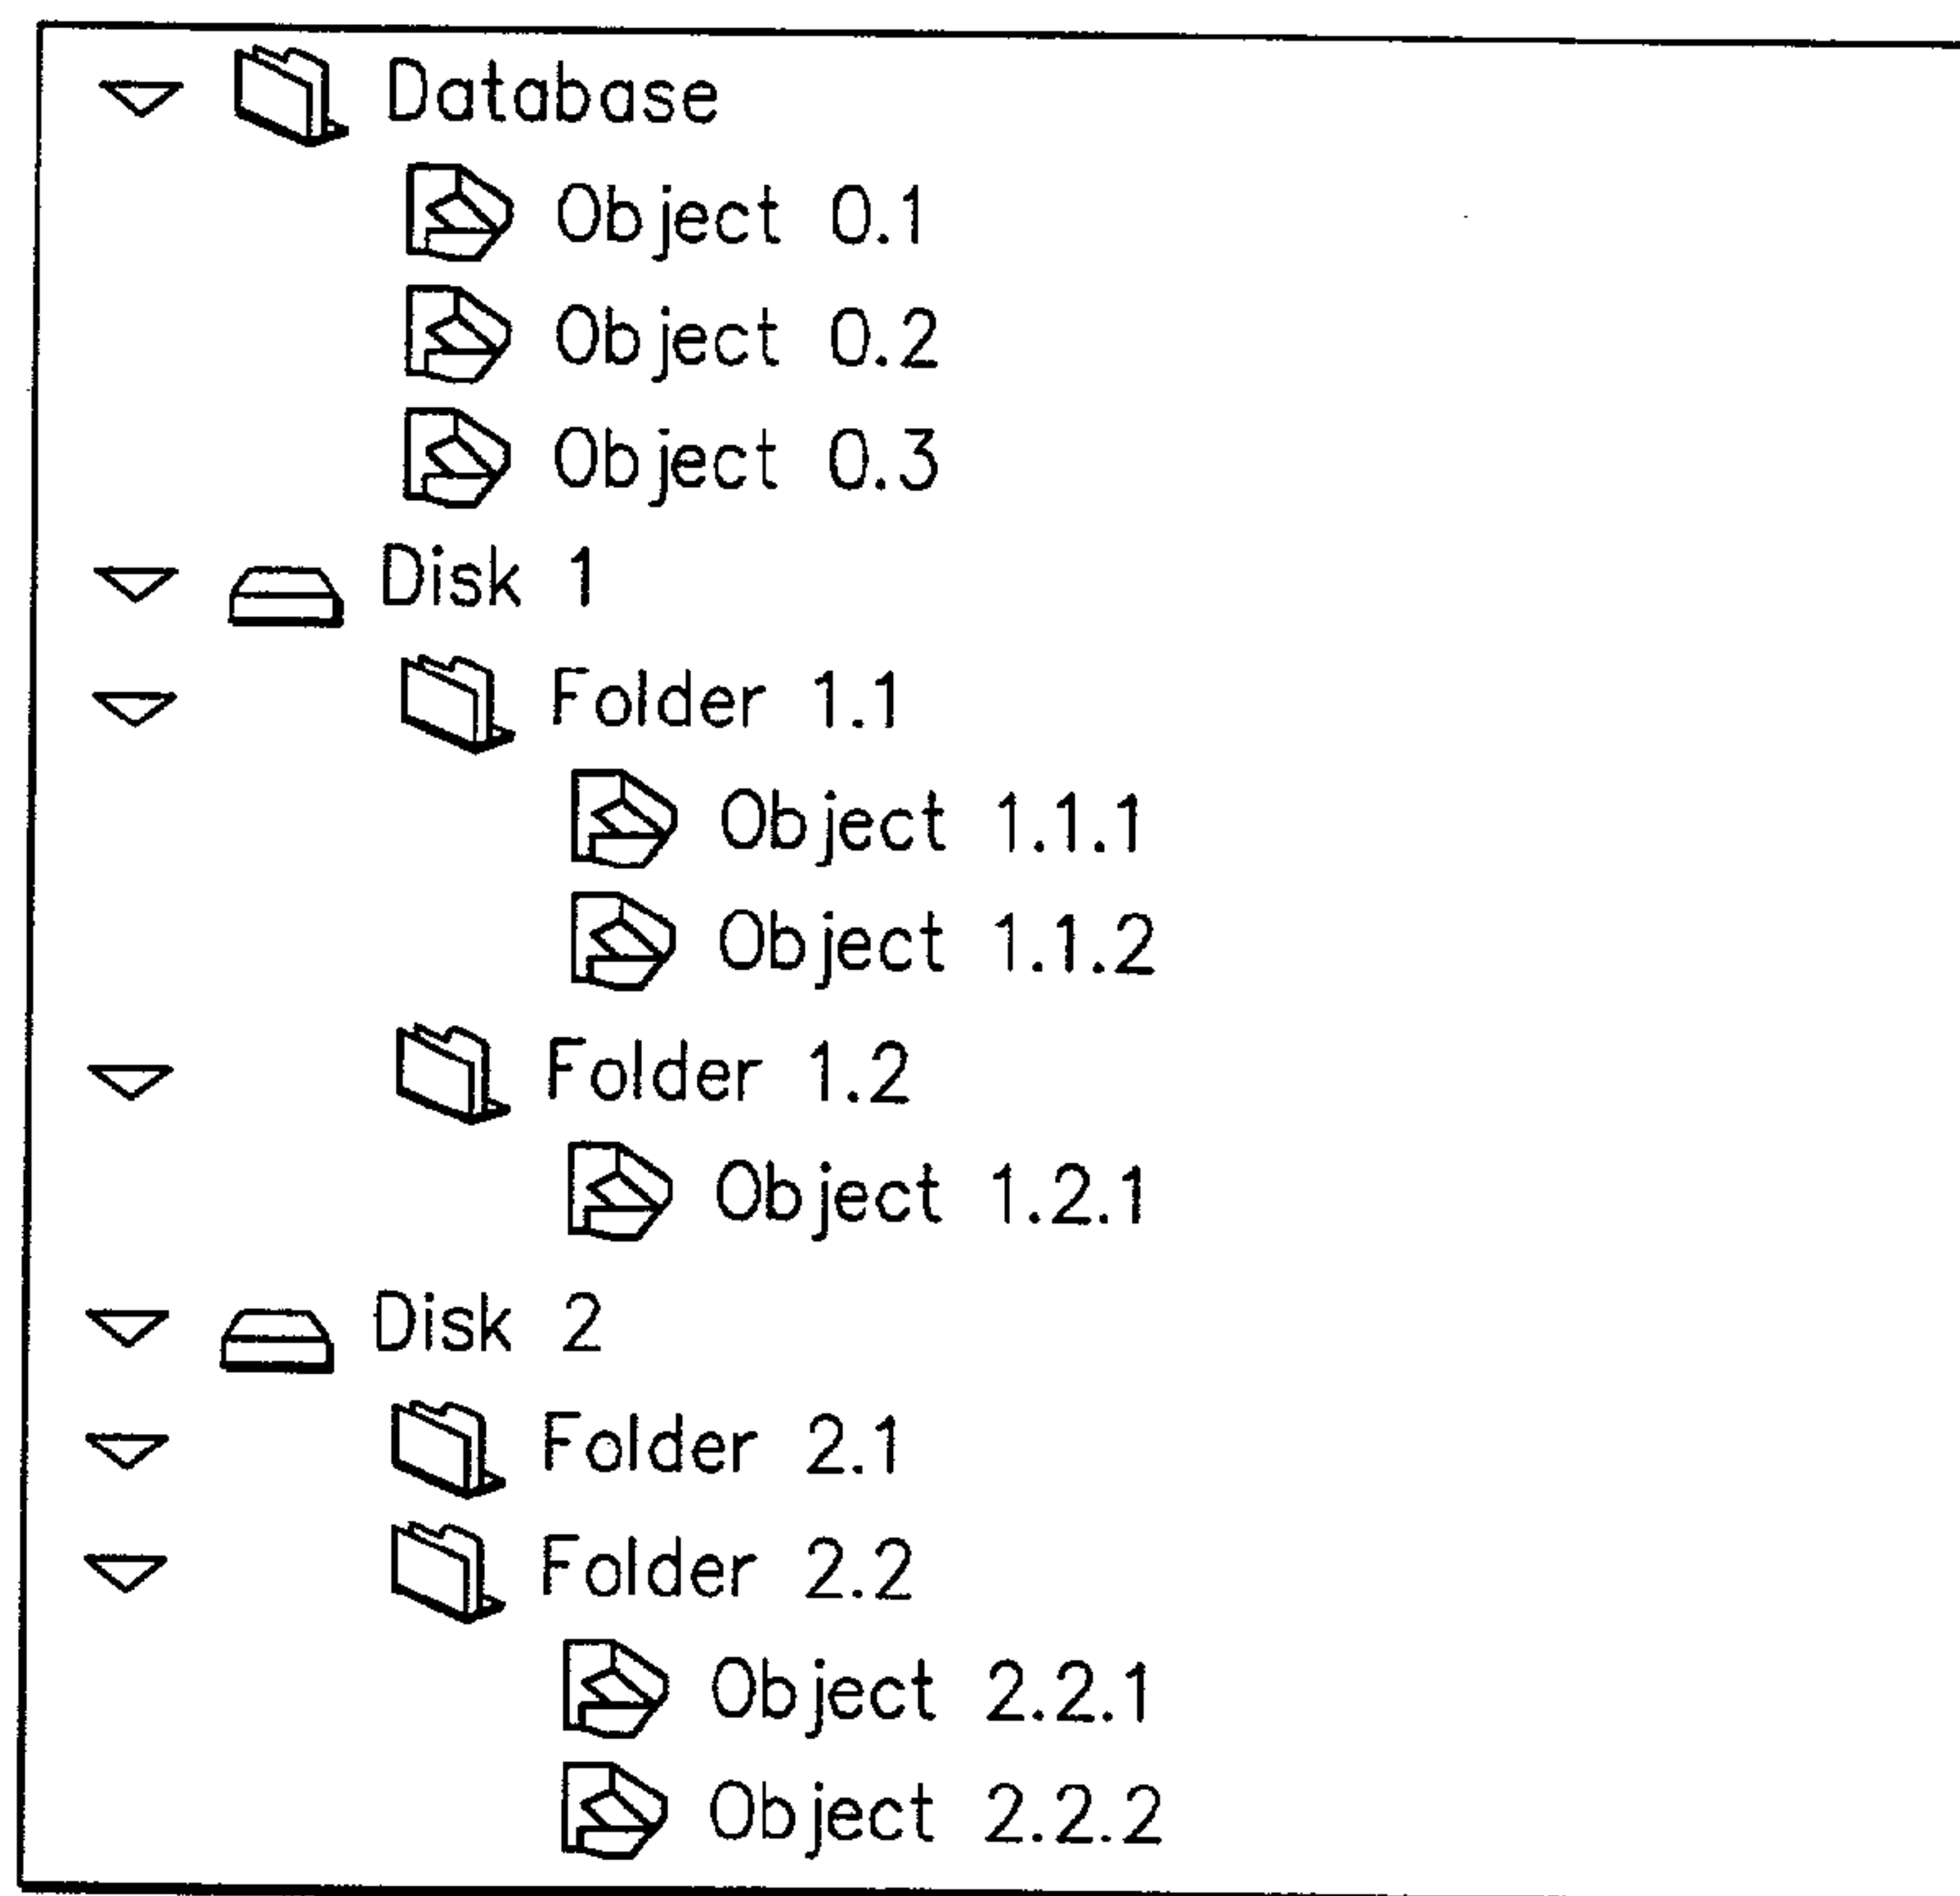 Database
Object 0.1
Object 0.2
Object 0.3
Disk 1
Folder 1.1
Object 1.1.1
Object 1.1.2
Folder 1.2
Object 1.2.1
Disk 2
Folder 2.1
Folder 2.2
Object 2.2.1
Object 2.2.2